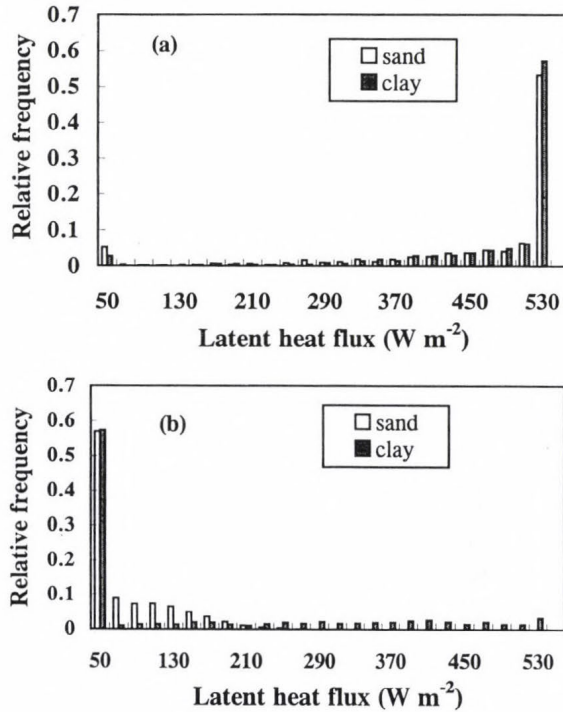 0.7
(a)
sand
clay
0.6
0.5
0.4
0.3
0.2
0.1
0
Relative frequency
50 130 210 290 370 450 530
Latent heat flux (W m-2)
0.7
(b)
sand
clay
0.6
0.5
0.4
0.3
0.2
0.1
0
Relative frequency
50 130 210 290 370 450 530
Latent heat flux (W m-2)